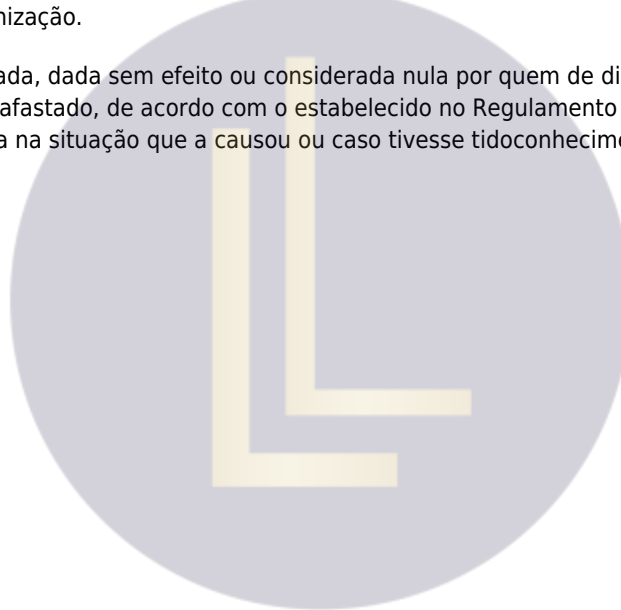 nização.
ada, dada sem efeito ou considerada nula por quem de di
afastado, de acordo com o estabelecido no Regulamento
a na situação que a causou ou caso tivesse tidoconhecim